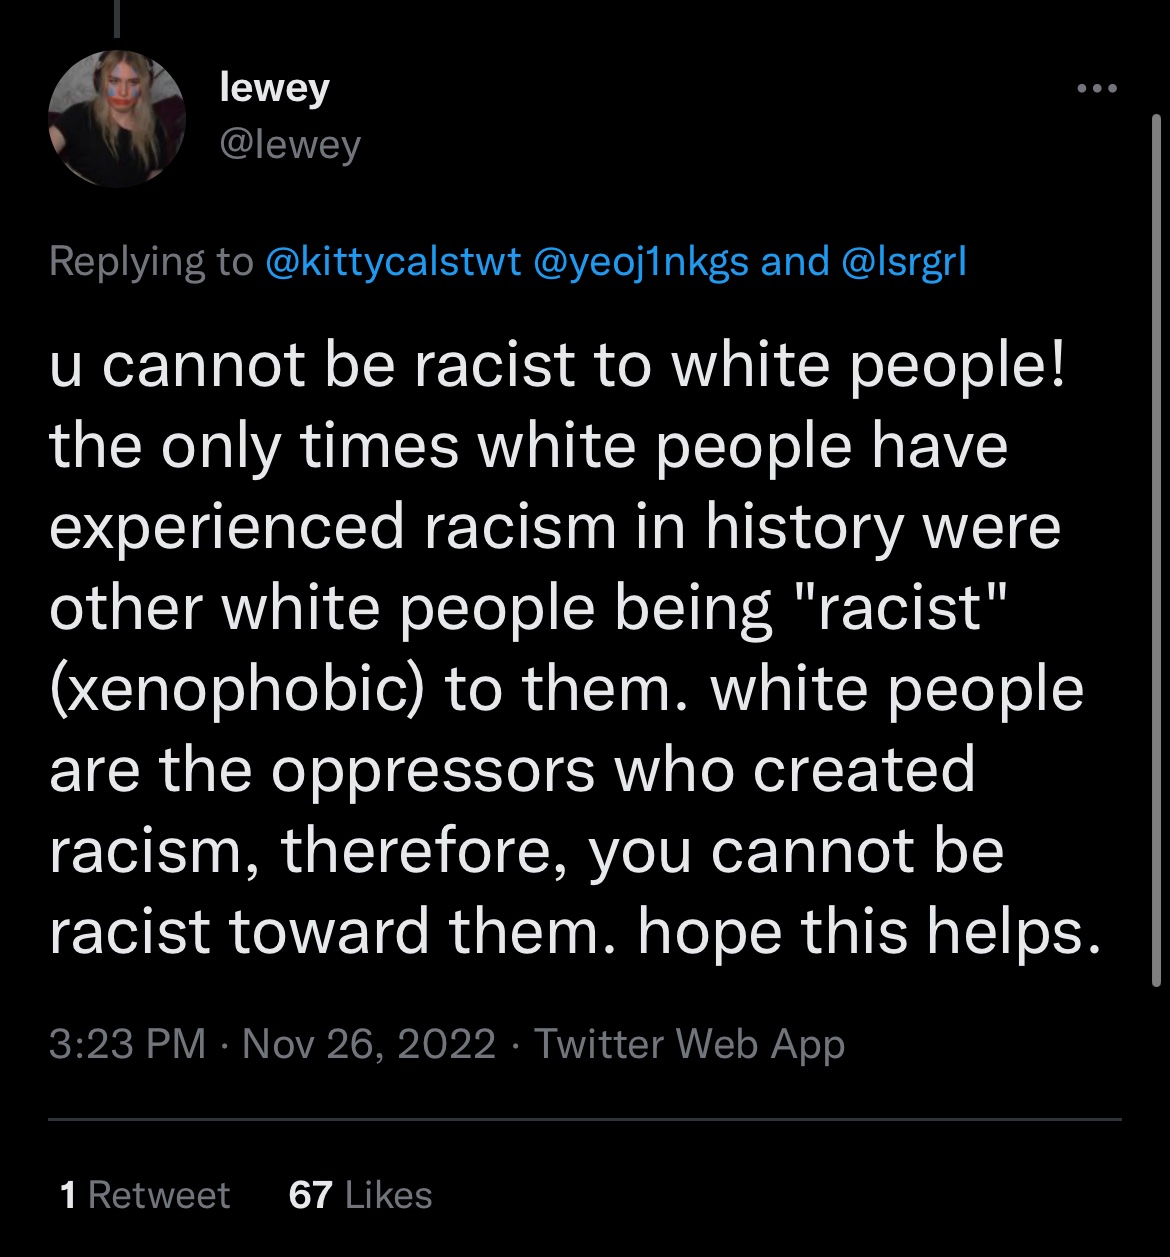 lewey
@lewey
Replying to @kittycalstwt @yeoj1nkgs and @lsrgrl
u cannot be racist to white people!
the only times white people have
experienced racism in history were
other white people being "racist"
(xenophobic) to them. white people
are the oppressors who created
racism, therefore, you cannot be
racist toward them. hope this helps.
3:23 PM · Nov 26, 2022 · Twitter Web App
1 Retweet 67 Likes